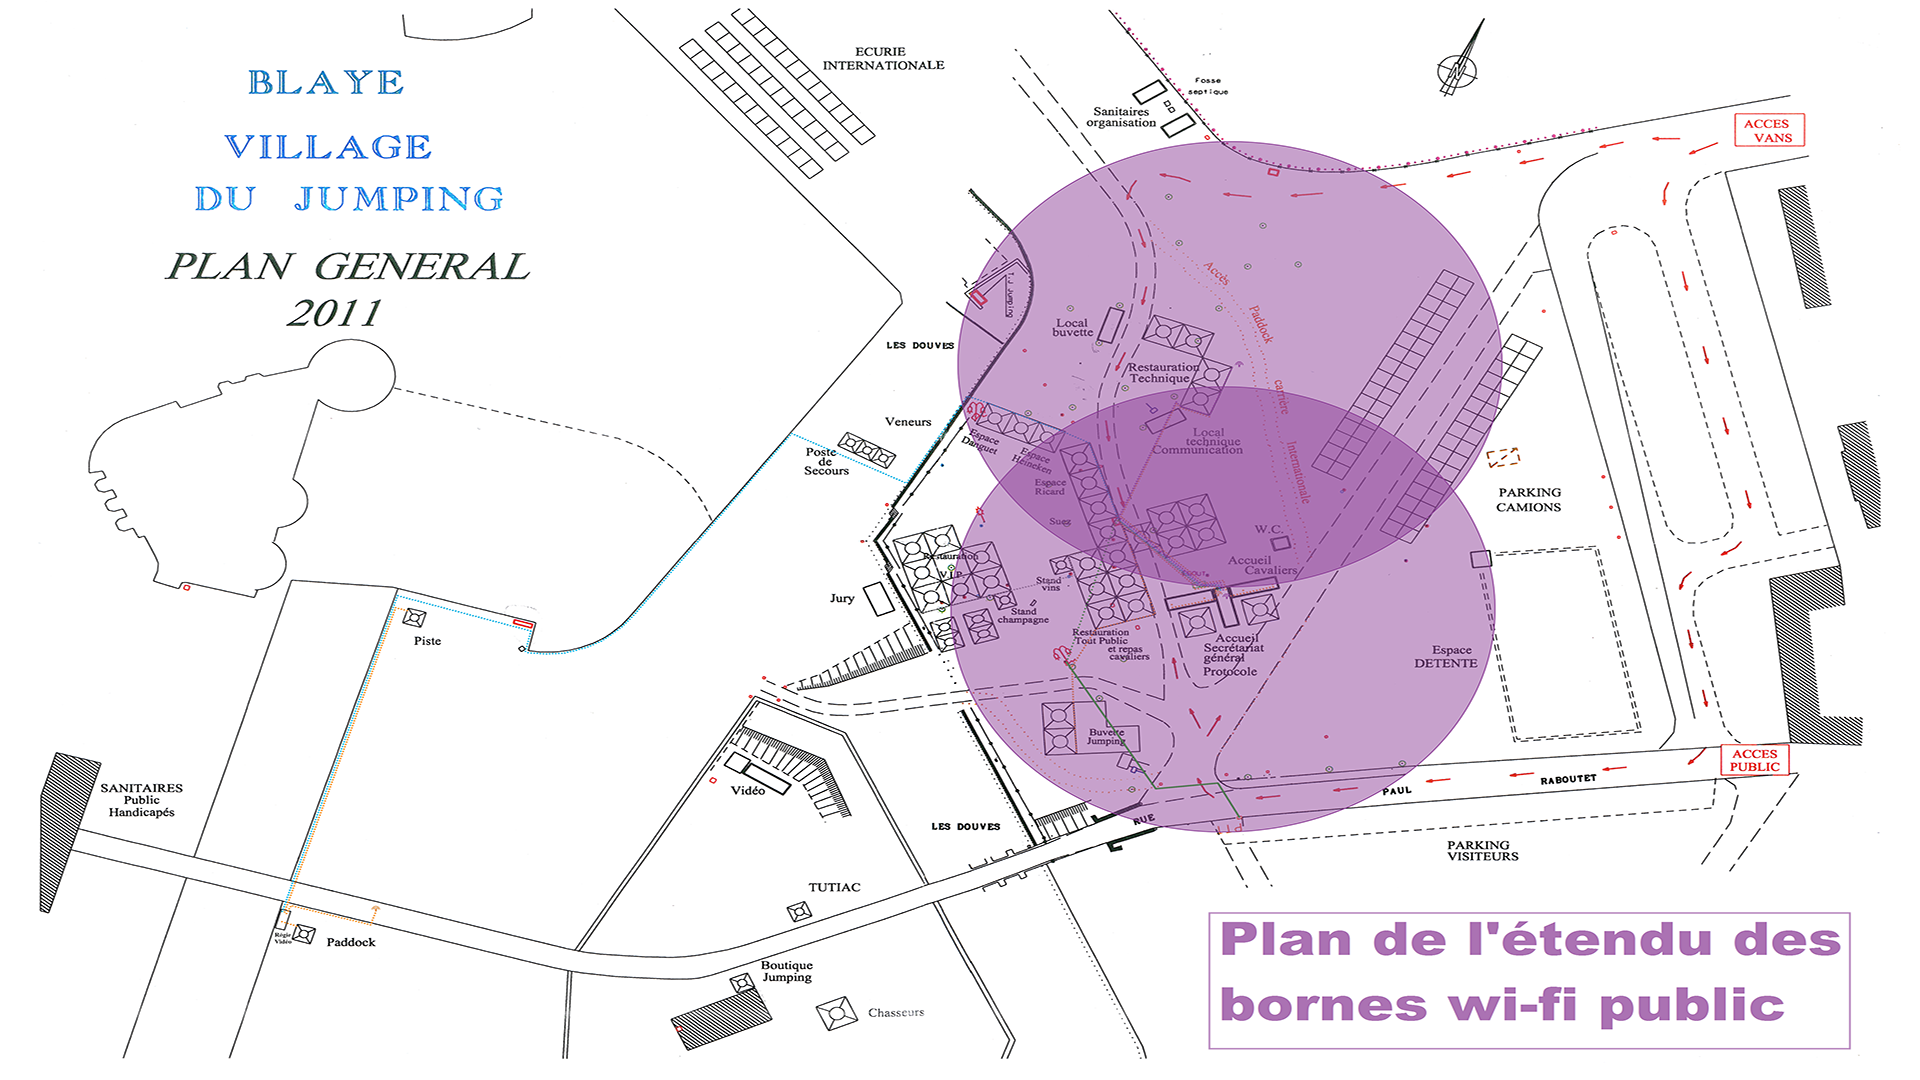 BLAYE
VILLAGE
DU JUMPING
PLAN GENERAL
2011
ECURIE
INTERNATIONALE
Sanitaires
organisation
Fosse
septique
N
ACCES
VANS
T.J Jumping
LES DOUVES
Local
buvette
Accès
Paddock
carrière
Internationale
Restauration
Technique
Local
technique
Communication
Veneurs
Poste
de
Secours
Espace
Danguet
Espace
Heineken
Espace
Ricard
Suez
PARKING
CAMIONS
W.C.
Accueil
Cavaliers
Restauration
V.I.P
Jury
Stand
vins
Stand
champagne
EGOUT
Piste
Restauration
Tout Public
et repas
cavaliers
Accueil
Secrétariat
général
Protocole
Espace
DETENTE
Buvette
Jumping
ACCES
PUBLIC
RUE
PAUL
RABOUTET
SANITAIRES
Public
Handicapés
Vidéo
LES DOUVES
PARKING
VISITEURS
TUTIAC
Régie
Vidéo
Paddock
Boutique
Jumping
Chasseurs
Plan de l'étendu des
bornes wi-fi public